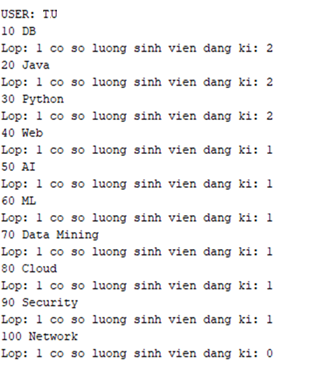 USER: TU
10 DB
Lop: 1 co so luong sinh vien dang ki: 2
20 Java
Lop: 1 co so luong sinh vien dang ki: 2
30 Python
Lop: 1 co so luong sinh vien dang ki: 2
40 Web
Lop: 1 co so luong sinh vien dang ki: 1
50 AI
Lop: 1 co so luong sinh vien dang ki: 1
60 ML
Lop: 1 co so luong sinh vien dang ki: 1
70 Data Mining
Lop: 1 co so luong sinh vien dang ki: 1
80 Cloud
Lop: 1 co so luong sinh vien dang ki: 1
90 Security
Lop: 1 co so luong sinh vien dang ki: 1
100 Network
Lop: 1 co so luong sinh vien dang ki: 0